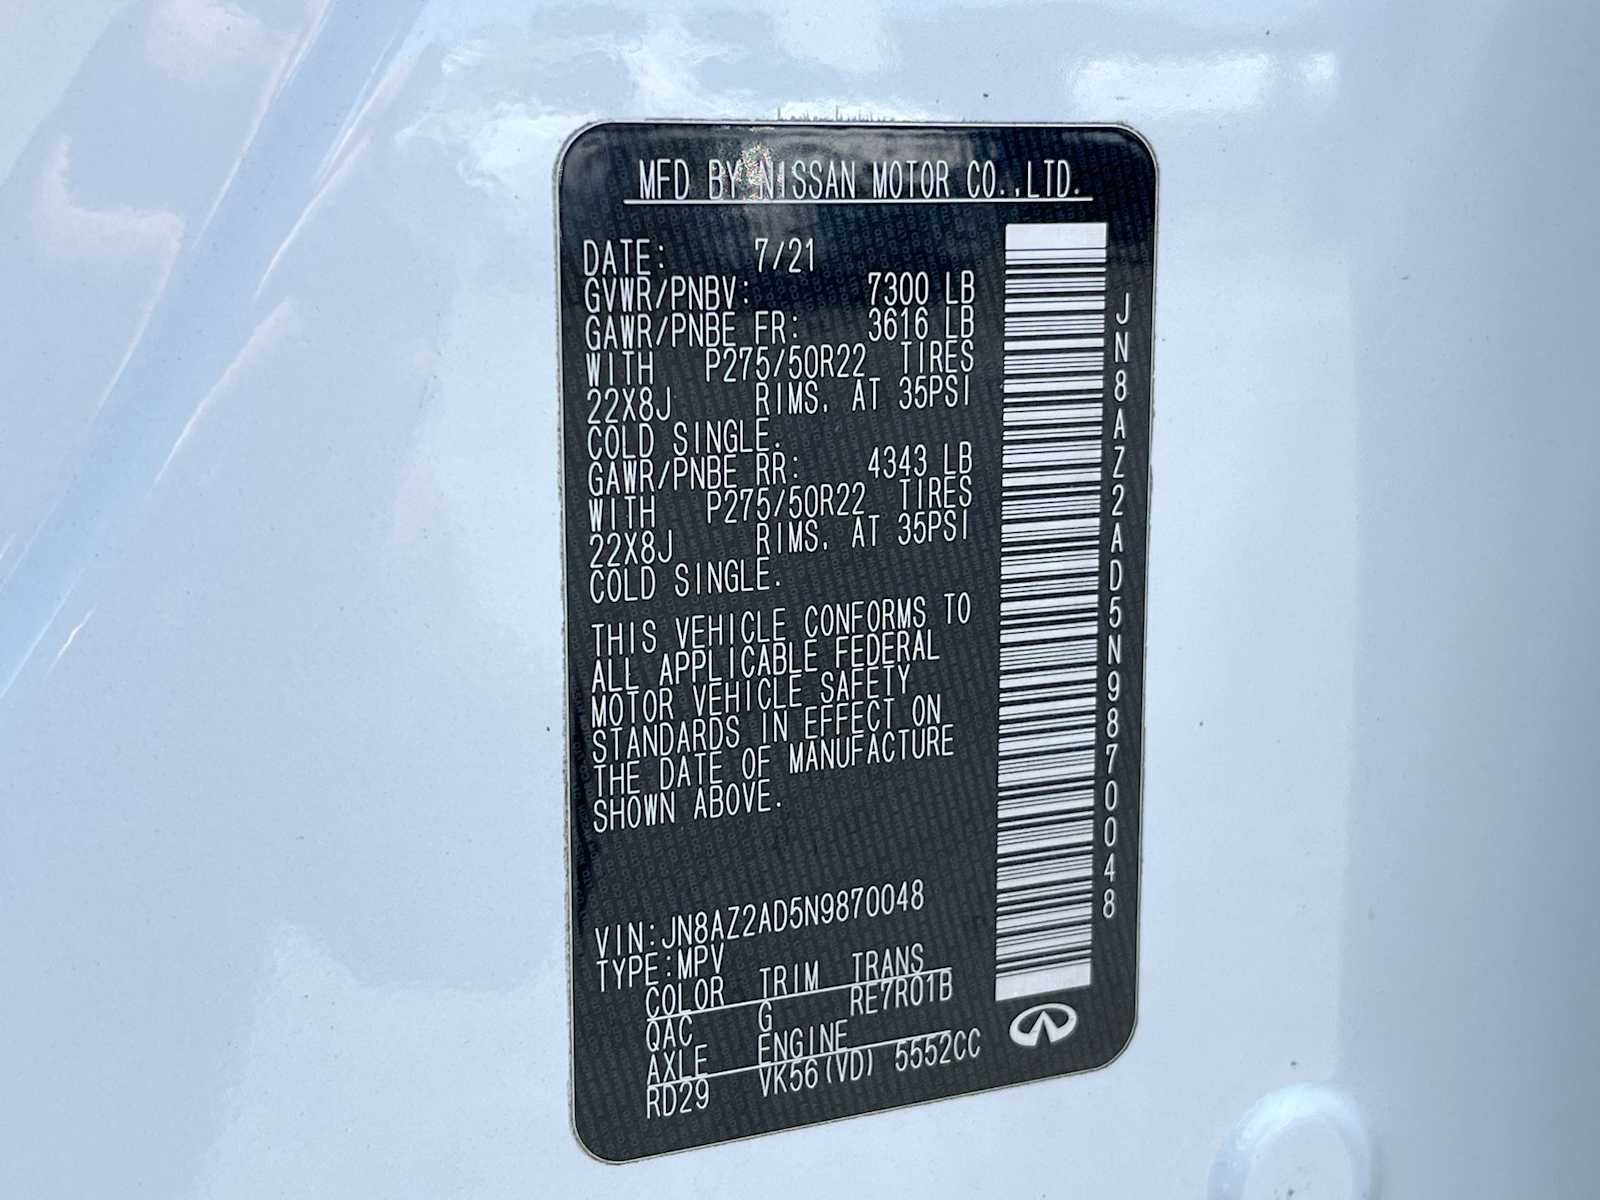 MFD BY NISSAN MOTOR CO.,LTD.
DATE: 7/21
GVWR/PNBV: 7300 LB
GAWR/PNBE FR: 3616 LB
WITH P275/50R22 TIRES
22X8J RIMS, AT 35PSI
COLD SINGLE.
GAWR/PNBE RR: 4343 LB
WITH P275/50R22 TIRES
22X8J RIMS, AT 35PSI
COLD SINGLE.
THIS VEHICLE CONFORMS TO
ALL APPLICABLE FEDERAL
MOTOR VEHICLE SAFETY
STANDARDS IN EFFECT ON
THE DATE OF MANUFACTURE
SHOWN ABOVE.
VIN:JN8AZ2AD5N9870048
TYPE:MPV
COLOR TRIM TRANS
QAC G RE7R01B
AXLE ENGINE
RD29 VK56(VD) 5552CC
JN8AZ2AD5N9870048